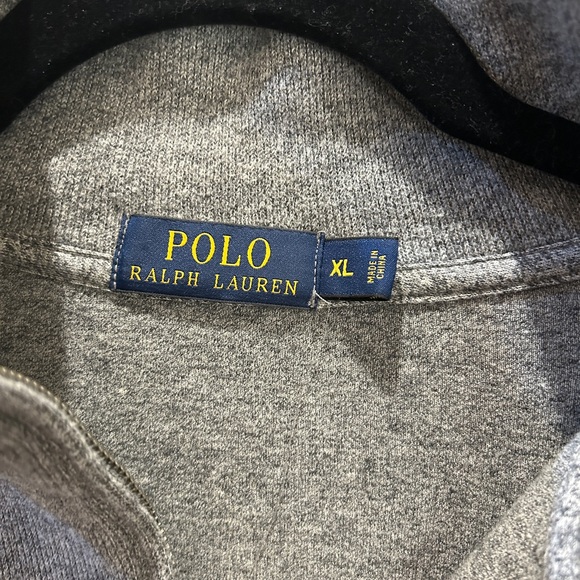 POLO
RALPH LAUREN
XL
MADE IN
CHINA